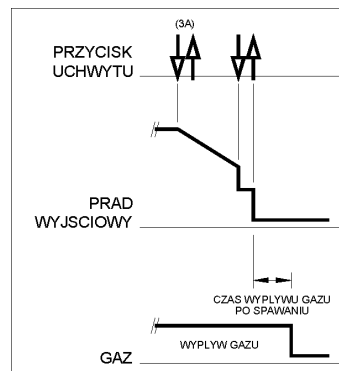 (3A)
PRZYCISK
UCHWYTU
PRAD
WYJSCIOWY
CZAS WYPLYWU GAZU
PO SPAWANIU
WYPLYW GAZU
GAZ